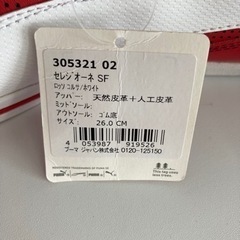 305321 02
セレジオーネ SF
ロッソ コルサ/ホワイト
アッパー: 天然皮革+人工皮革
ミッドソール:
アウトソール: ゴム底
サイズ: 26.0 CM
4 053987 919526
プーマ ジャパン㈱ 0120-125150